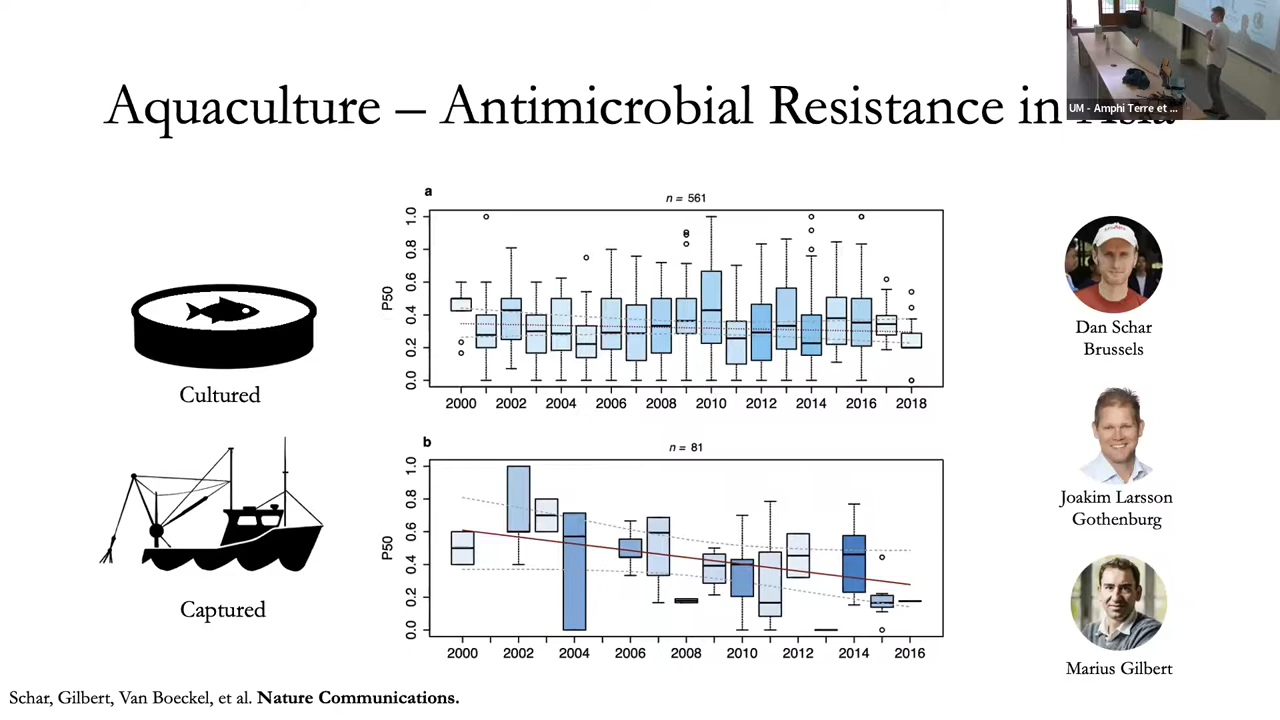 UM - Amphi Terre et ...
Aquaculture – Antimicrobial Resistance in Asia
a
n = 561
P50
1.0
0.8
0.6
0.4
0.2
0.0
2000 2002 2004 2006 2008 2010 2012 2014 2016 2018
Cultured
b
n = 81
P50
1.0
0.8
0.6
0.4
0.2
0.0
2000 2002 2004 2006 2008 2010 2012 2014 2016
Captured
Dan Schar
Brussels
Joakim Larsson
Gothenburg
Marius Gilbert
Schar, Gilbert, Van Boeckel, et al. Nature Communications.